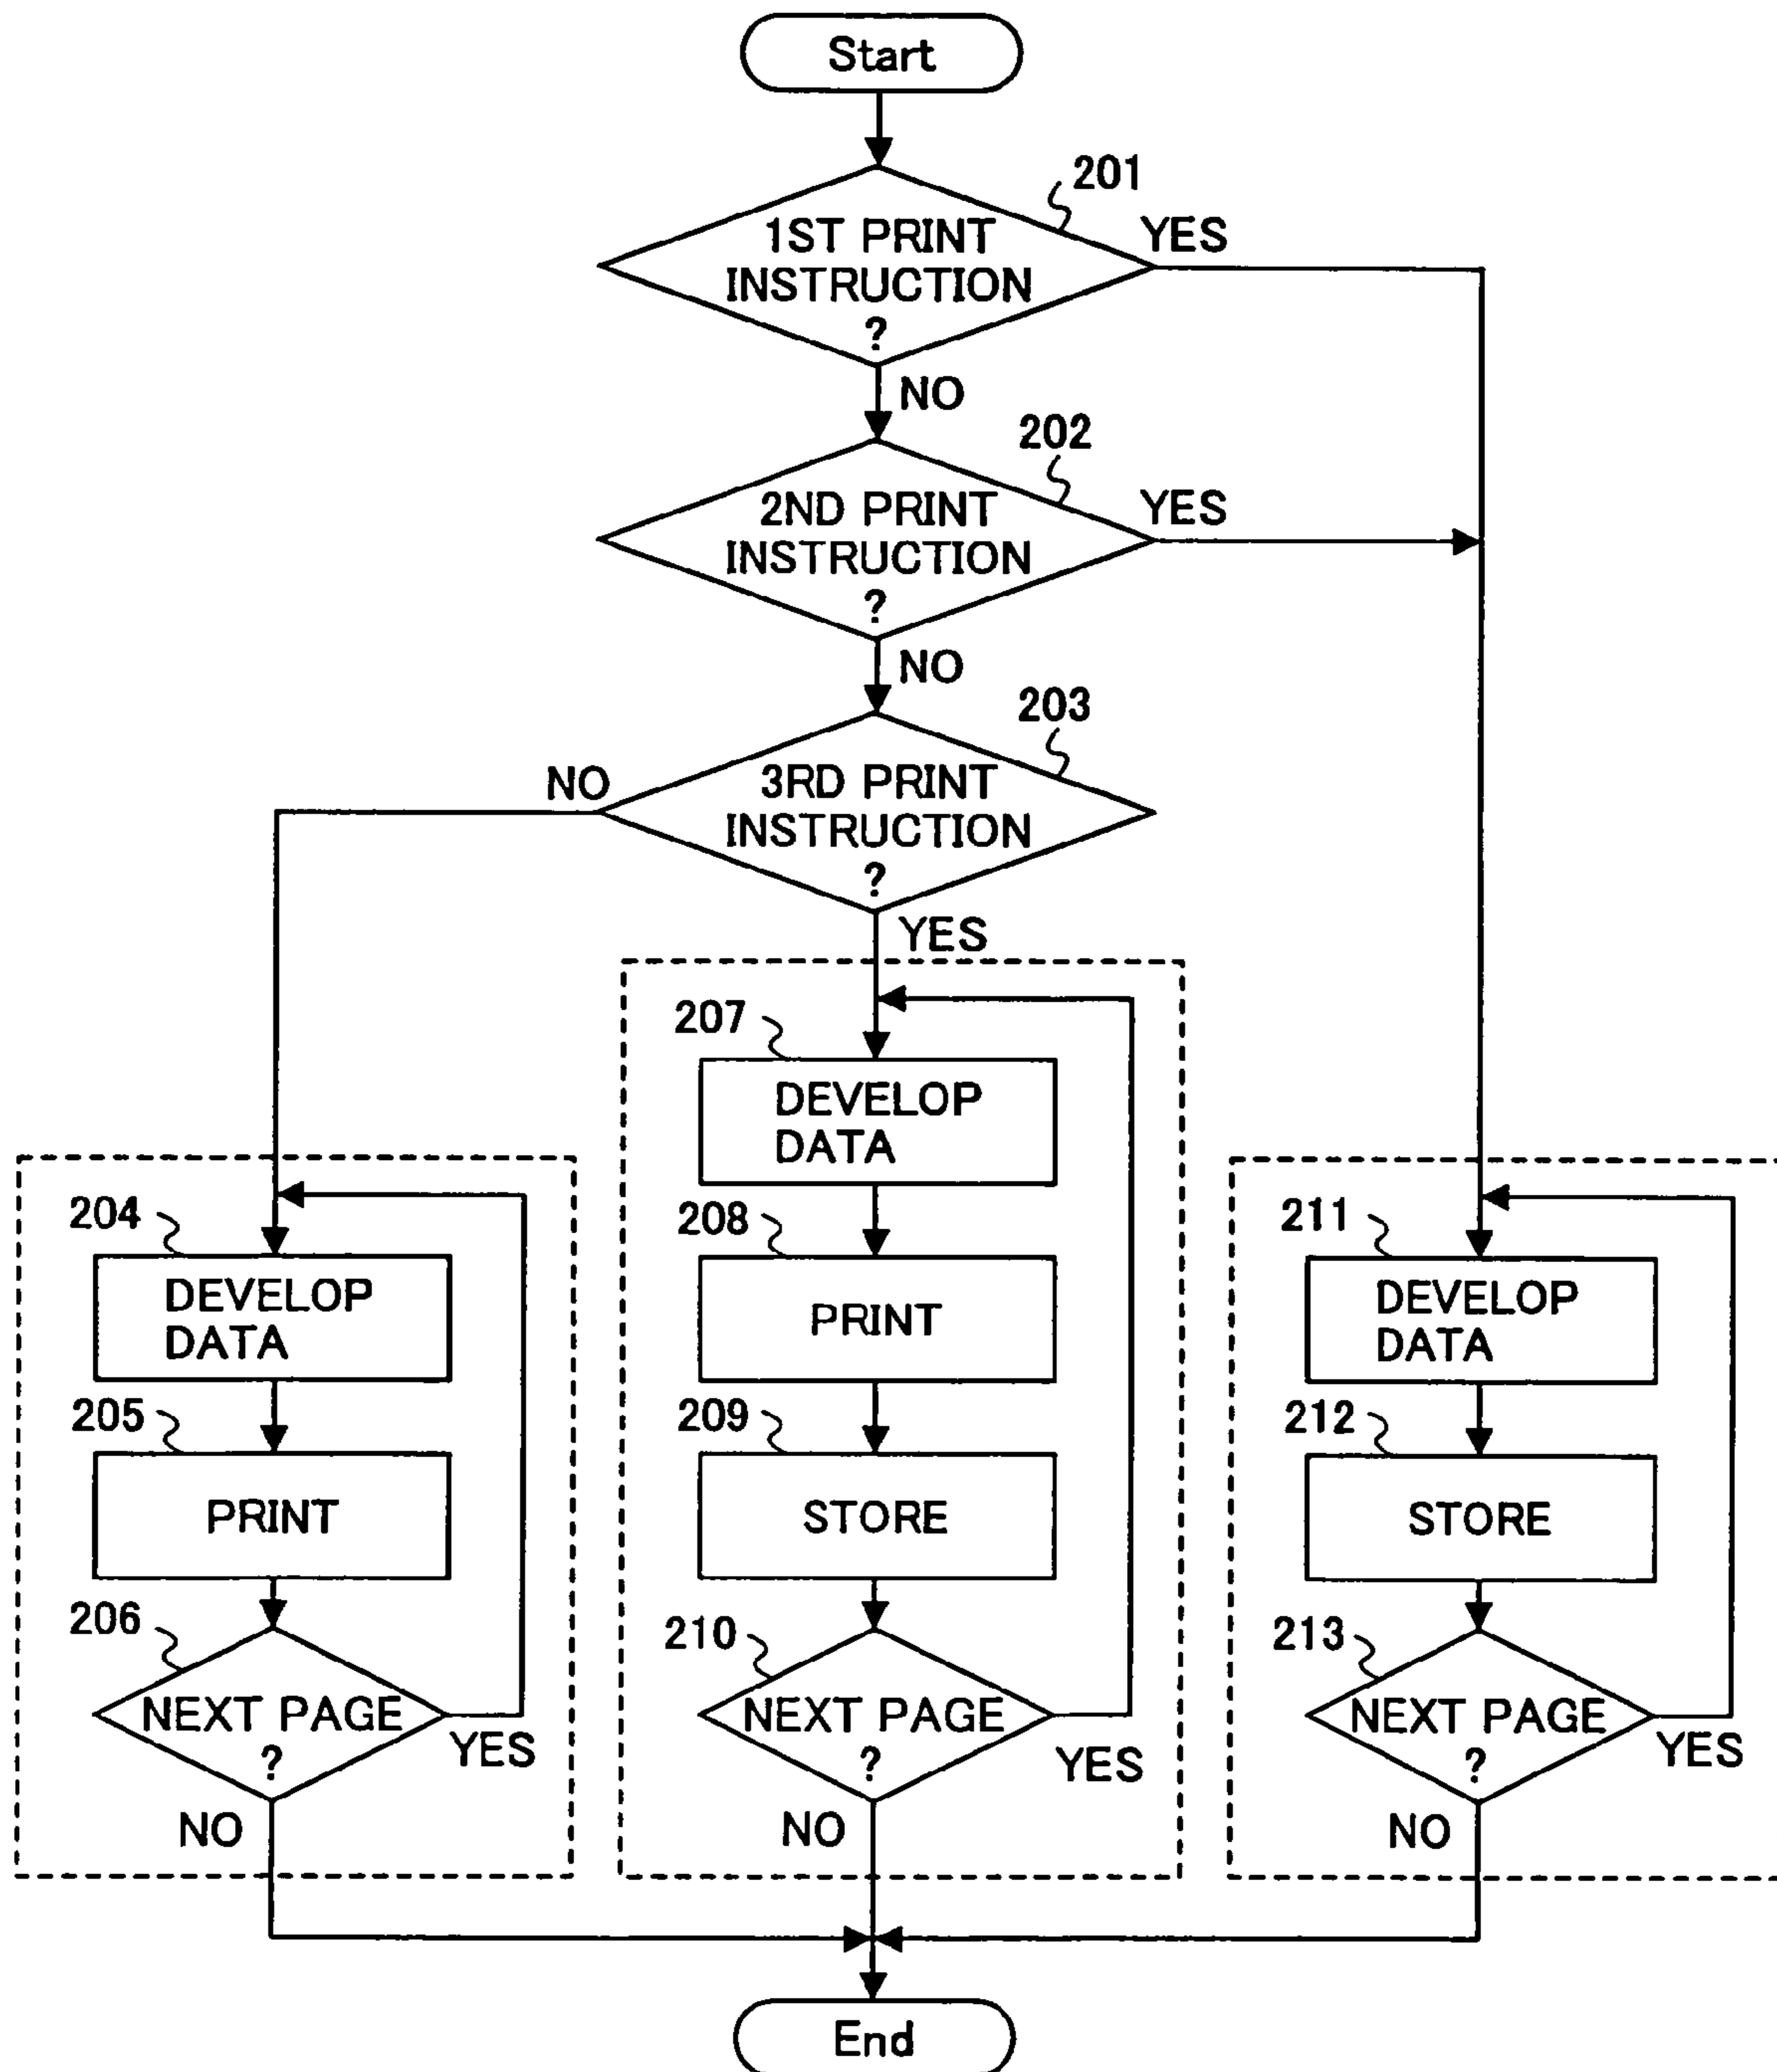 Start
201
1ST PRINT
INSTRUCTION
?
YES
NO
202
2ND PRINT
INSTRUCTION
?
YES
NO
203
3RD PRINT
INSTRUCTION
?
NO
YES
204
DEVELOP
DATA
205
PRINT
206
NEXT PAGE
?
YES
NO
207
DEVELOP
DATA
208
PRINT
209
STORE
210
NEXT PAGE
?
YES
NO
211
DEVELOP
DATA
212
STORE
213
NEXT PAGE
?
YES
NO
End